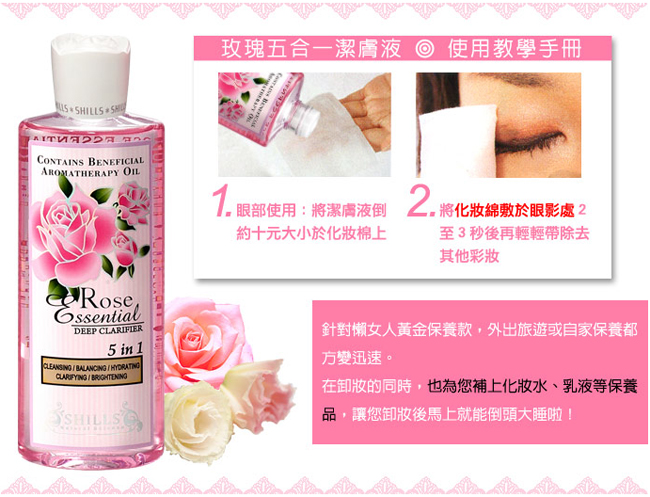 玫瑰五合一潔膚液 ◎ 使用教學手冊
1. 眼部使用：將潔膚液倒
約十元大小於化妝棉上
2. 將化妝綿敷於眼影處 2
至 3 秒後再輕輕帶除去
其他彩妝
SHILLS * SHILLS
CONTAINS BENEFICIAL
AROMATHERAPY OIL
Rose
Essential
DEEP CLARIFIER
5 in 1
CLEANSING / BALANCING / HYDRATING
CLARIFYING / BRIGHTENING
SHILLS
針對懶女人黃金保養款，外出旅遊或自家保養都
方變迅速。
在卸妝的同時，也為您補上化妝水、乳液等保養
品，讓您卸妝後馬上就能倒頭大睡啦！